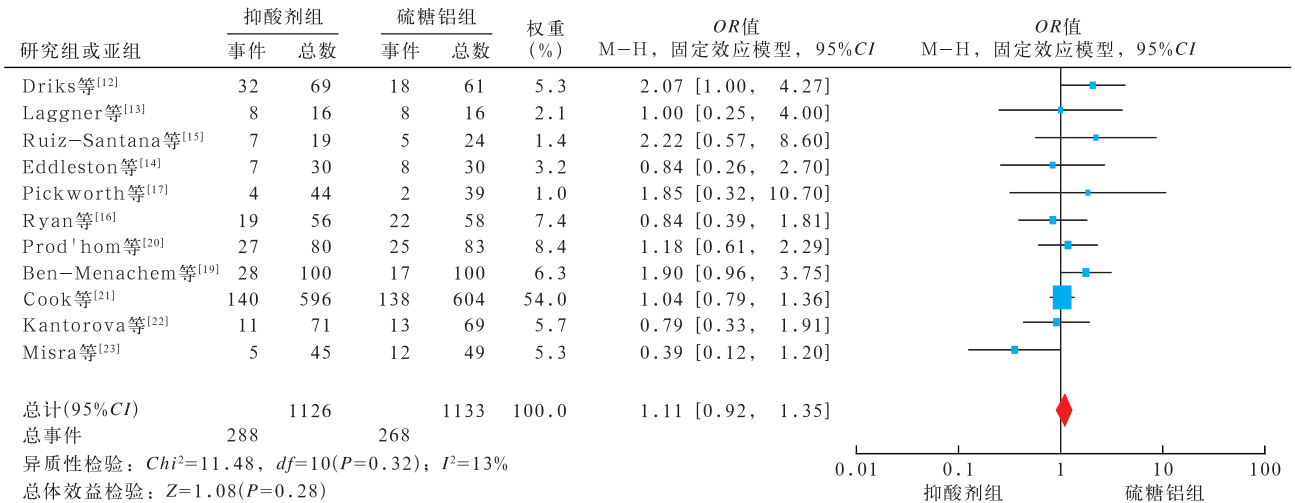 抑酸剂组 硫糖铝组 权重 OR值 OR值
研究组或亚组 事件 总数 事件 总数 (%) M-H, 固定效应模型, 95%CI M-H, 固定效应模型, 95%CI
Driks等[12] 32 69 18 61 5.3 2.07 [1.00, 4.27]
Laggner等[13] 8 16 8 16 2.1 1.00 [0.25, 4.00]
Ruiz-Santana等[15] 7 19 5 24 1.4 2.22 [0.57, 8.60]
Eddleston等[14] 7 30 8 30 3.2 0.84 [0.26, 2.70]
Pickworth等[17] 4 44 2 39 1.0 1.85 [0.32, 10.70]
Ryan等[16] 19 56 22 58 7.4 0.84 [0.39, 1.81]
Prod'hom等[20] 27 80 25 83 8.4 1.18 [0.61, 2.29]
Ben-Menachem等[19] 28 100 17 100 6.3 1.90 [0.96, 3.75]
Cook等[21] 140 596 138 604 54.0 1.04 [0.79, 1.36]
Kantorova等[22] 11 71 13 69 5.7 0.79 [0.33, 1.91]
Misra等[23] 5 45 12 49 5.3 0.39 [0.12, 1.20]
总计(95%CI) 1126 1133 100.0 1.11 [0.92, 1.35]
总事件 288 268
异质性检验: Chi²=11.48, df=10(P=0.32); I²=13%
总体效益检验: Z=1.08(P=0.28)
0.01 0.1 1 10 100
抑酸剂组 硫糖铝组